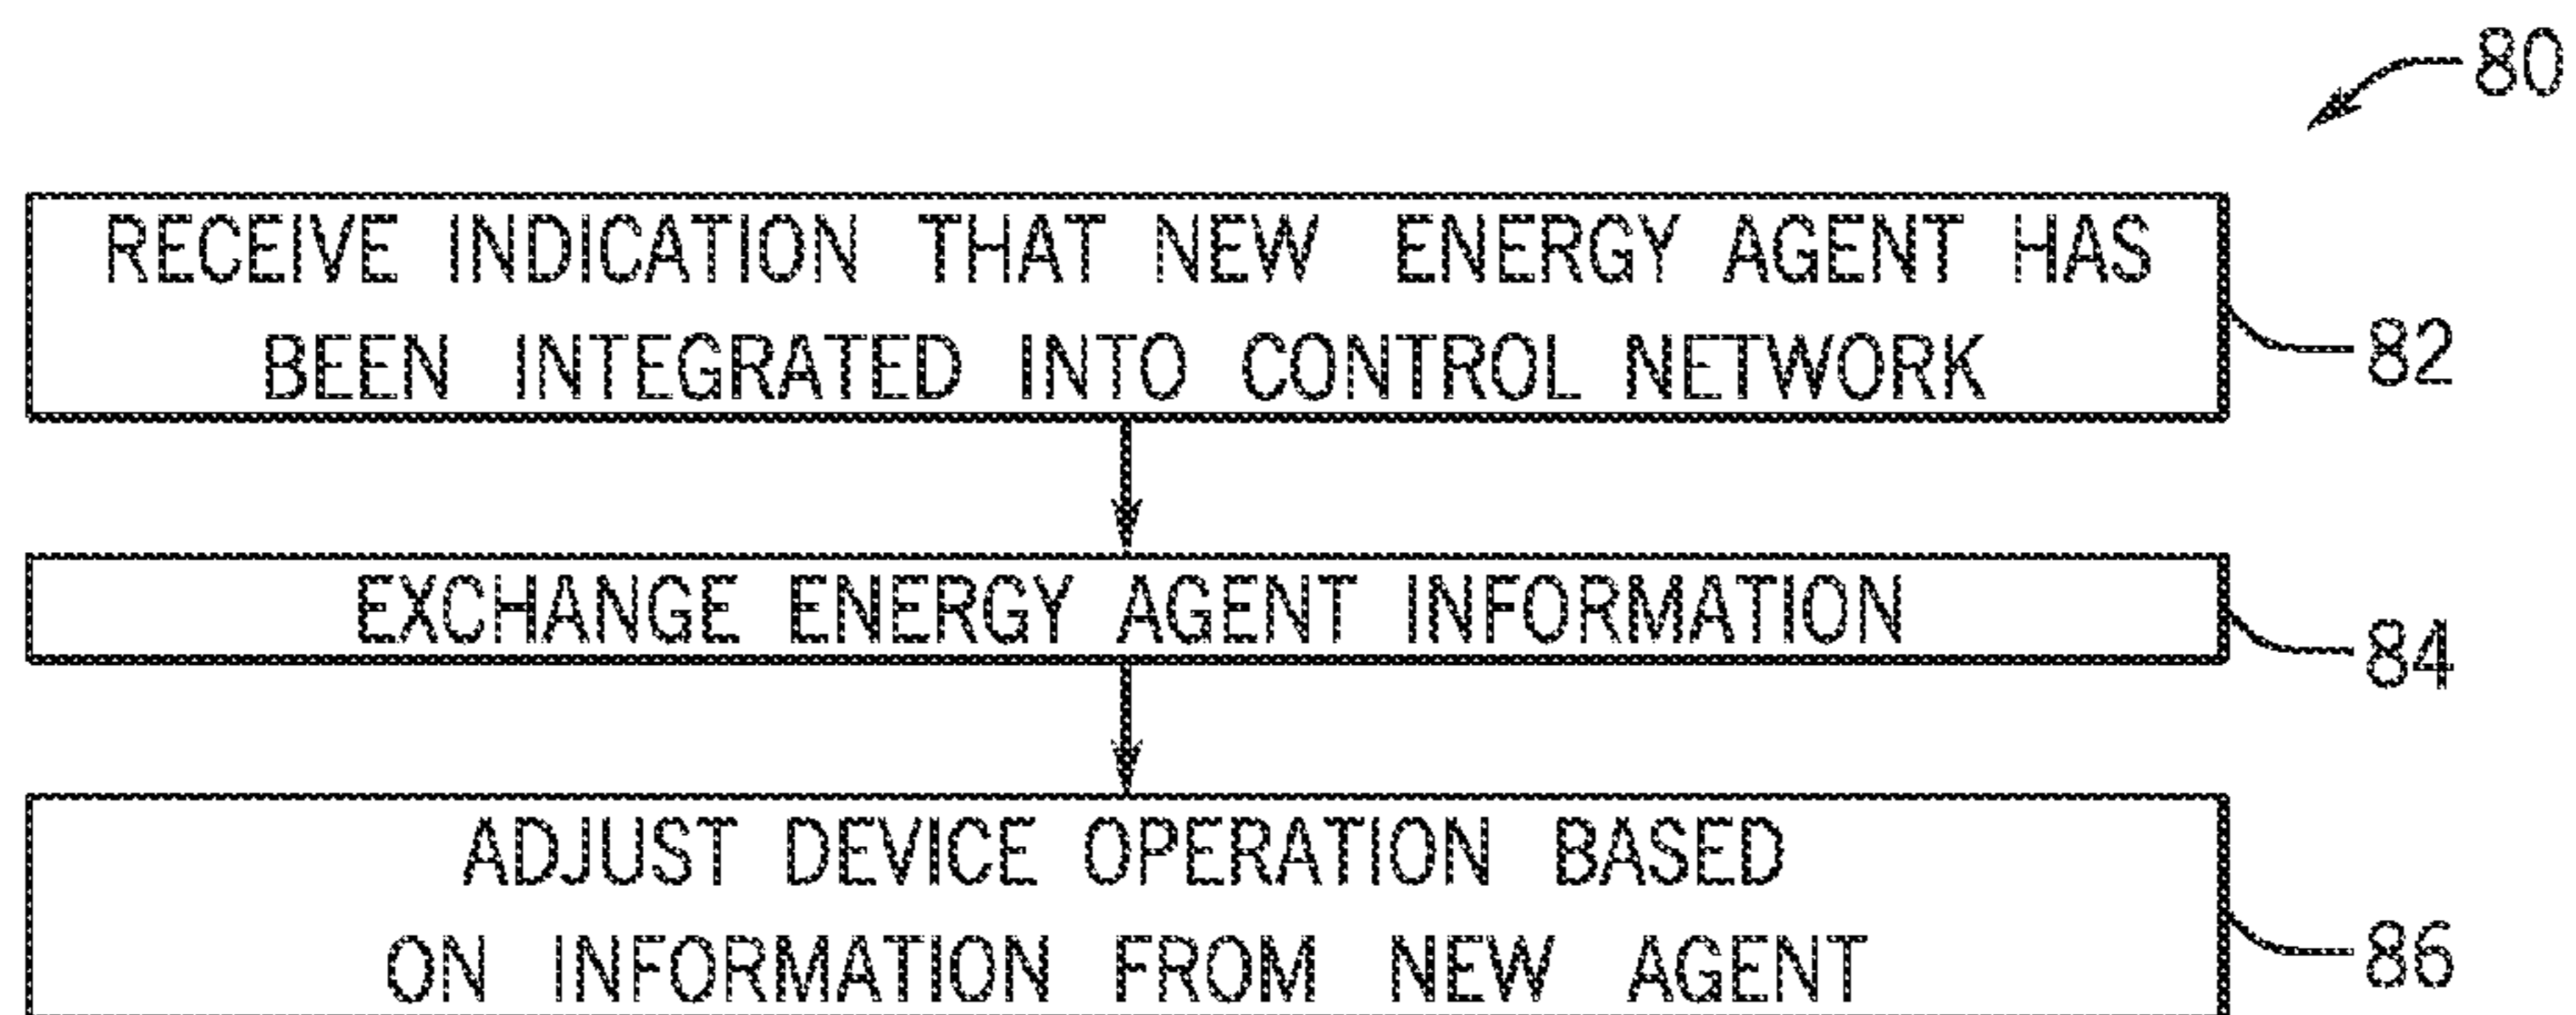 80
RECEIVE INDICATION THAT NEW ENERGY AGENT HAS
BEEN INTEGRATED INTO CONTROL NETWORK
82
EXCHANGE ENERGY AGENT INFORMATION
84
ADJUST DEVICE OPERATION BASED
ON INFORMATION FROM NEW AGENT
86